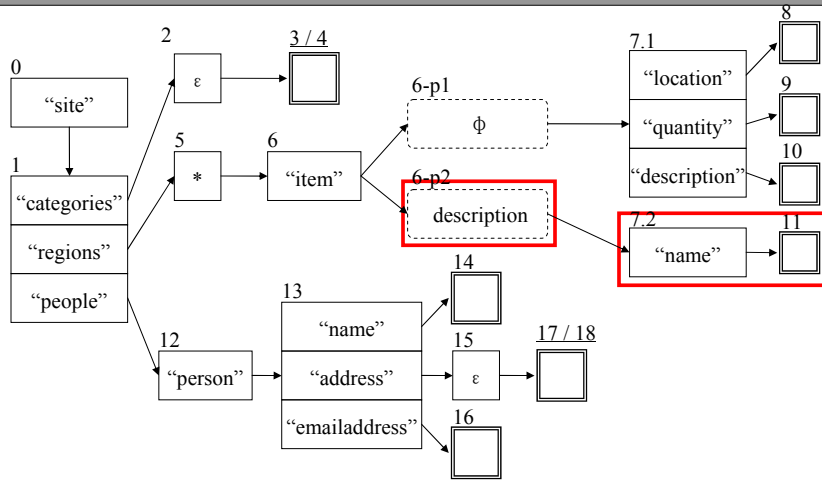 0
“site”
1
“categories”
“regions”
“people”
2
ε
3 / 4
5
*
6
“item”
6-p1
ф
6-p2
description
7.1
“location”
“quantity”
“description”
8
9
10
7.2
“name”
11
12
“person”
13
“name”
“address”
“emailaddress”
14
15
ε
17 / 18
16